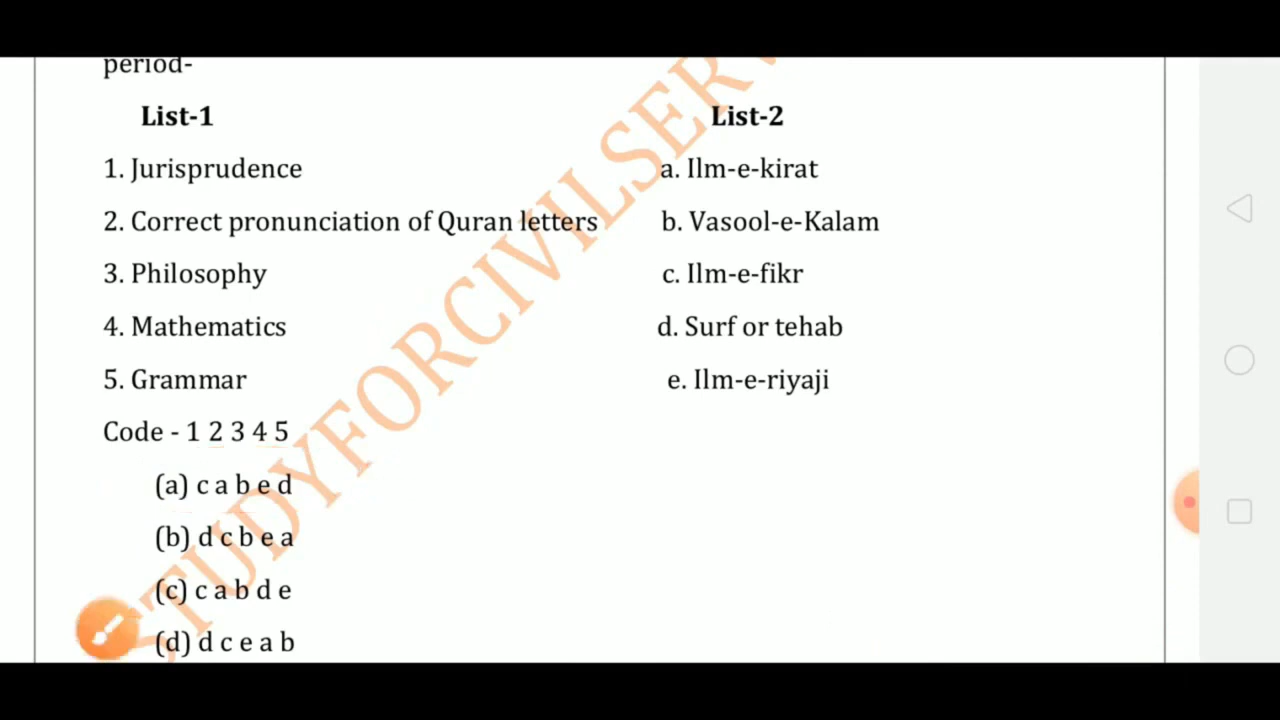 period-
List-1 List-2
1. Jurisprudence a. Ilm-e-kirat
2. Correct pronunciation of Quran letters b. Vasool-e-Kalam
3. Philosophy c. Ilm-e-fikr
4. Mathematics d. Surf or tehab
5. Grammar e. Ilm-e-riyaji
Code - 1 2 3 4 5
(a) c a b e d
(b) d c b e a
(c) c a b d e
(d) d c e a b
STUDYFORCIVILSERV